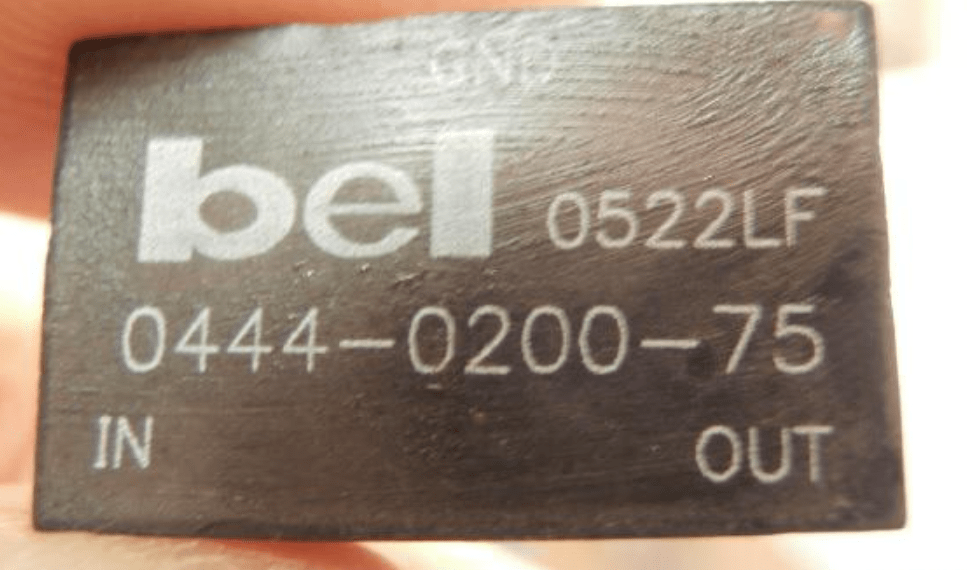 GND
bel 0522LF
0444-0200-75
IN OUT